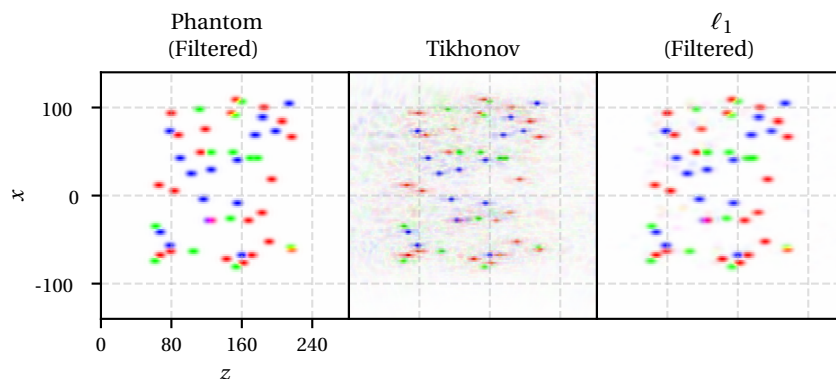 Phantom
(Filtered)
Tikhonov
ℓ1
(Filtered)
100
0
-100
x
0 80 160 240
z